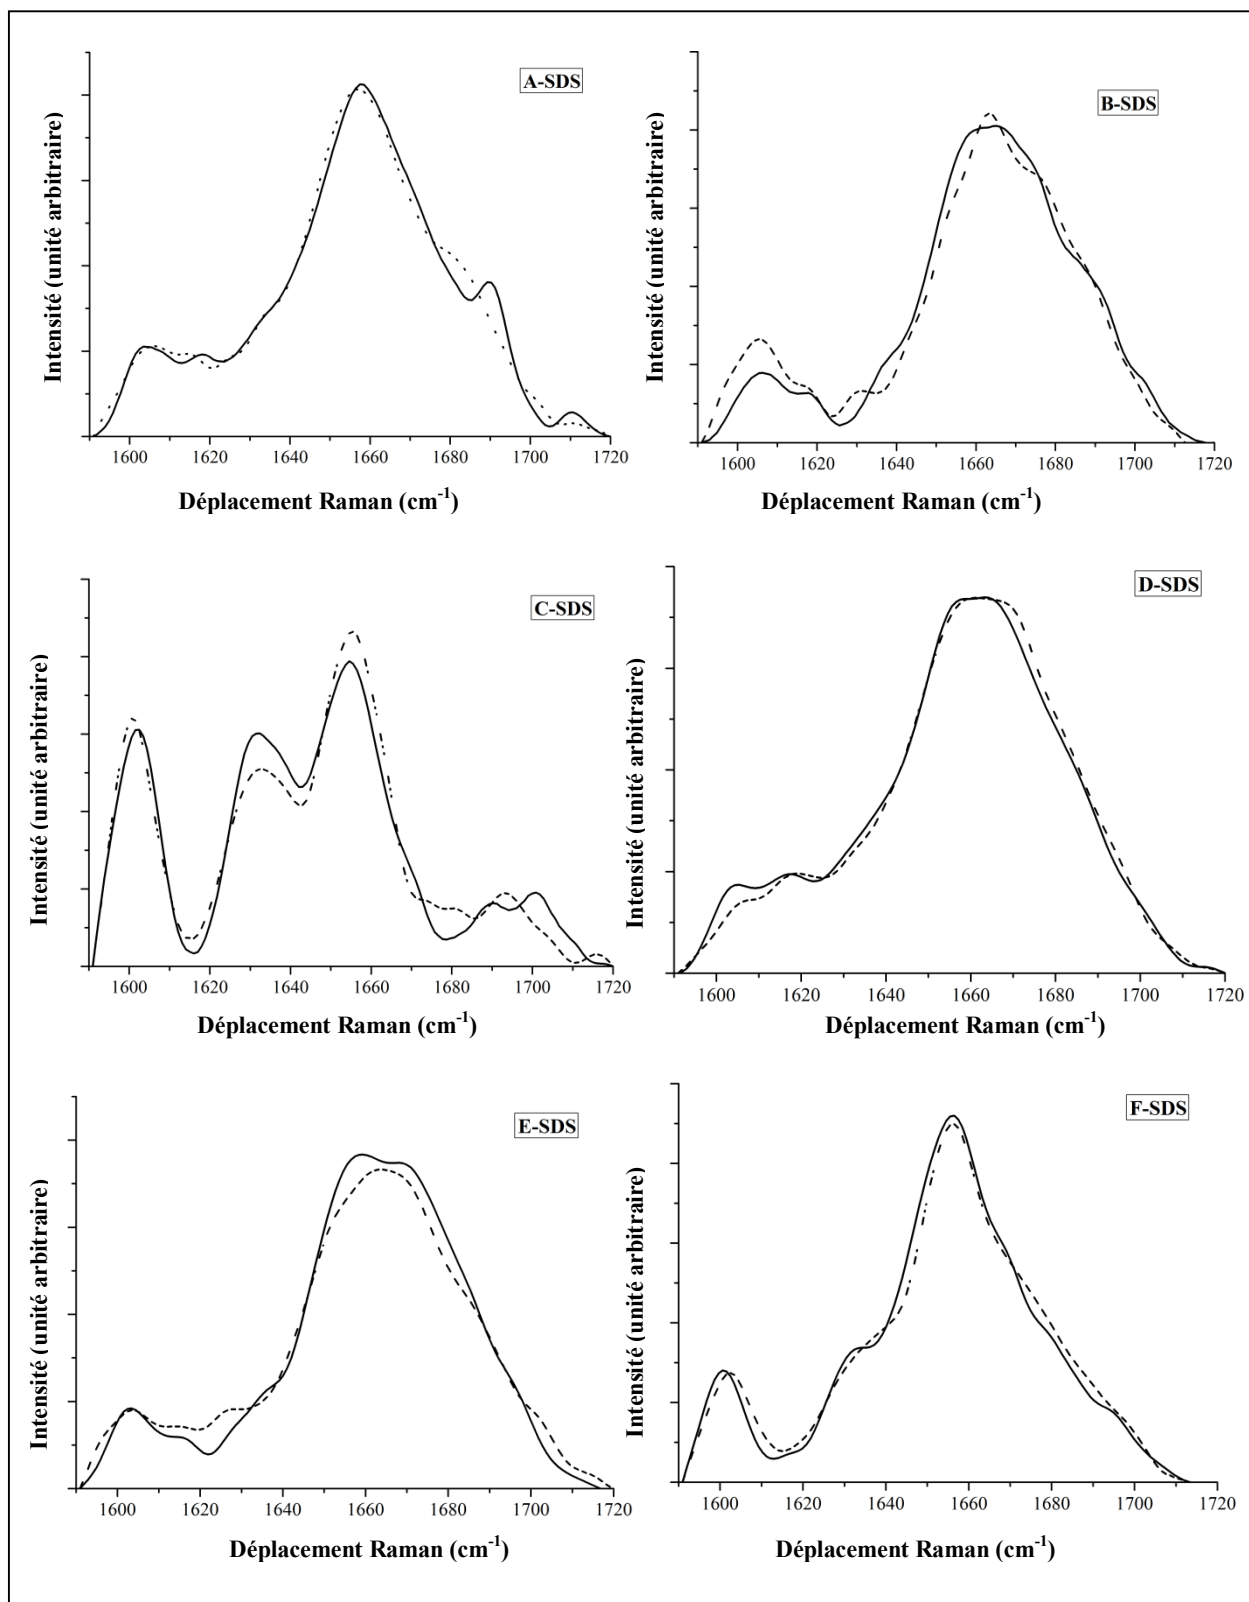 A-SDS
Intensité (unité arbitraire)
1600 1620 1640 1660 1680 1700 1720
Déplacement Raman (cm-1)
B-SDS
Intensité (unité arbitraire)
1600 1620 1640 1660 1680 1700 1720
Déplacement Raman (cm-1)
C-SDS
Intensité (unité arbitraire)
1600 1620 1640 1660 1680 1700 1720
Déplacement Raman (cm-1)
D-SDS
Intensité (unité arbitraire)
1600 1620 1640 1660 1680 1700 1720
Déplacement Raman (cm-1)
E-SDS
Intensité (unité arbitraire)
1600 1620 1640 1660 1680 1700 1720
Déplacement Raman (cm-1)
F-SDS
Intensité (unité arbitraire)
1600 1620 1640 1660 1680 1700 1720
Déplacement Raman (cm-1)